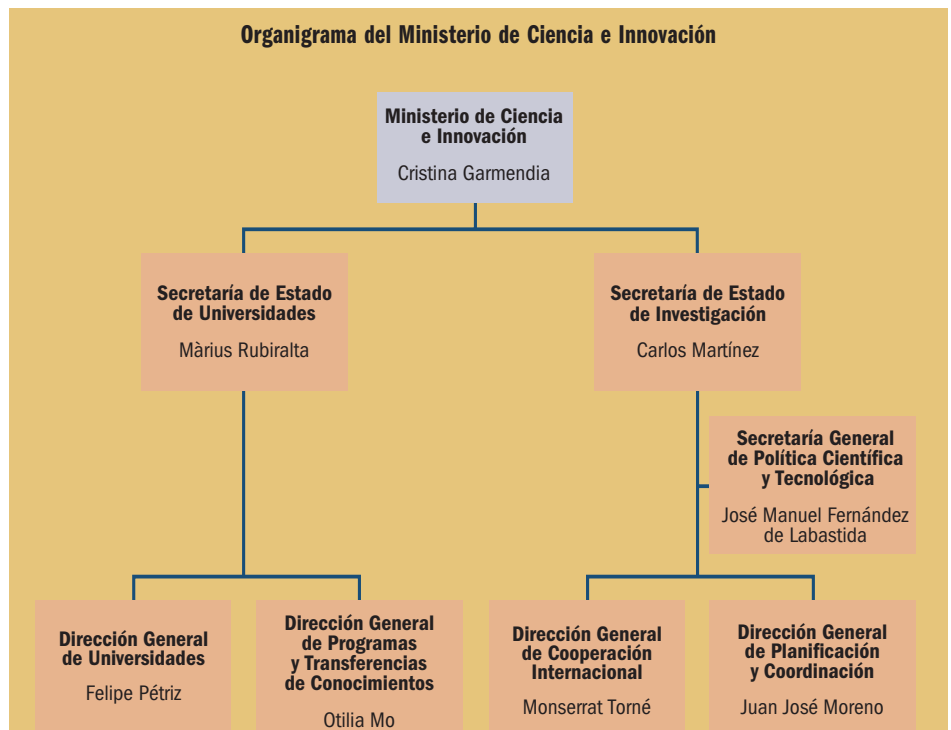 Organigrama del Ministerio de Ciencia e Innovación
Ministerio de Ciencia
e Innovación
Cristina Garmendia
Secretaría de Estado
de Universidades
Màrius Rubiralta
Secretaría de Estado
de Investigación
Carlos Martínez
Secretaría General
de Política Científica
y Tecnológica
José Manuel Fernández
de Labastida
Dirección General
de Universidades
Felipe Pétriz
Dirección General
de Programas
y Transferencias
de Conocimientos
Otilia Mo
Dirección General
de Cooperación
Internacional
Monserrat Torné
Dirección General
de Planificación
y Coordinación
Juan José Moreno